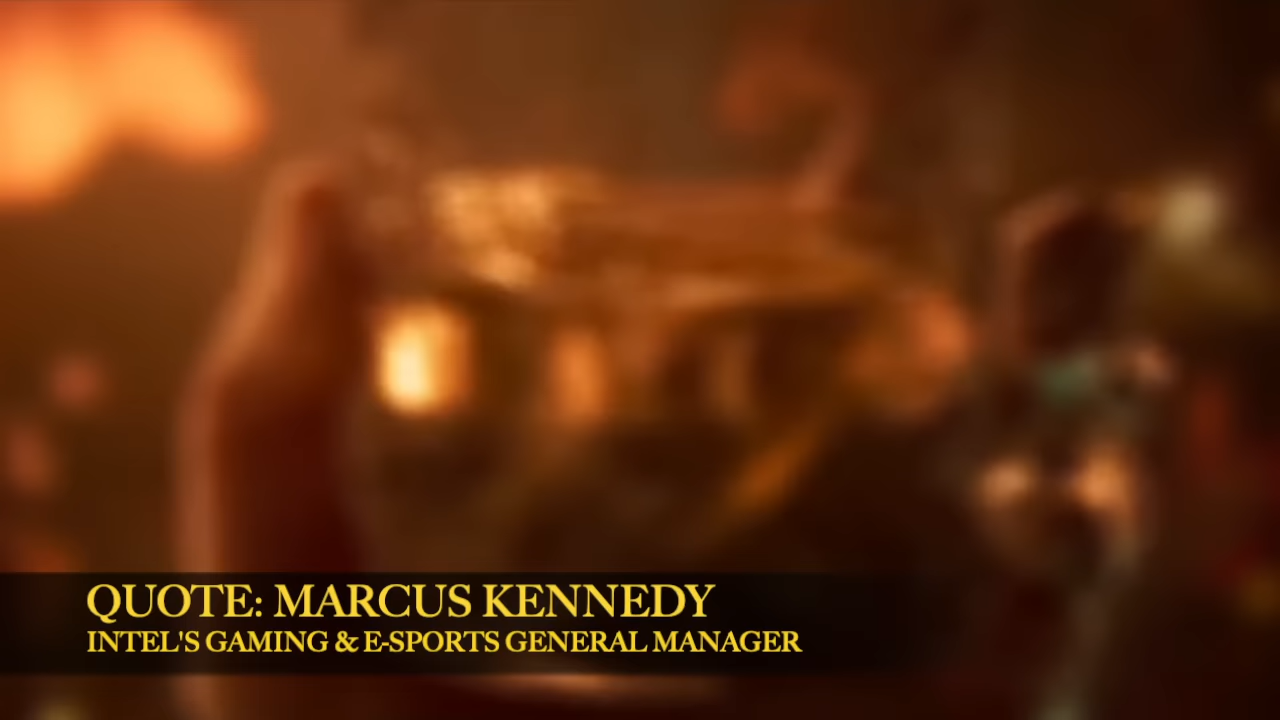 QUOTE: MARCUS KENNEDY
INTEL'S GAMING & E-SPORTS GENERAL MANAGER